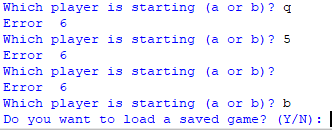 Which player is starting (a or b)? q
Error  6
Which player is starting (a or b)? 5
Error  6
Which player is starting (a or b)?
Error  6
Which player is starting (a or b)? b
Do you want to load a saved game? (Y/N):